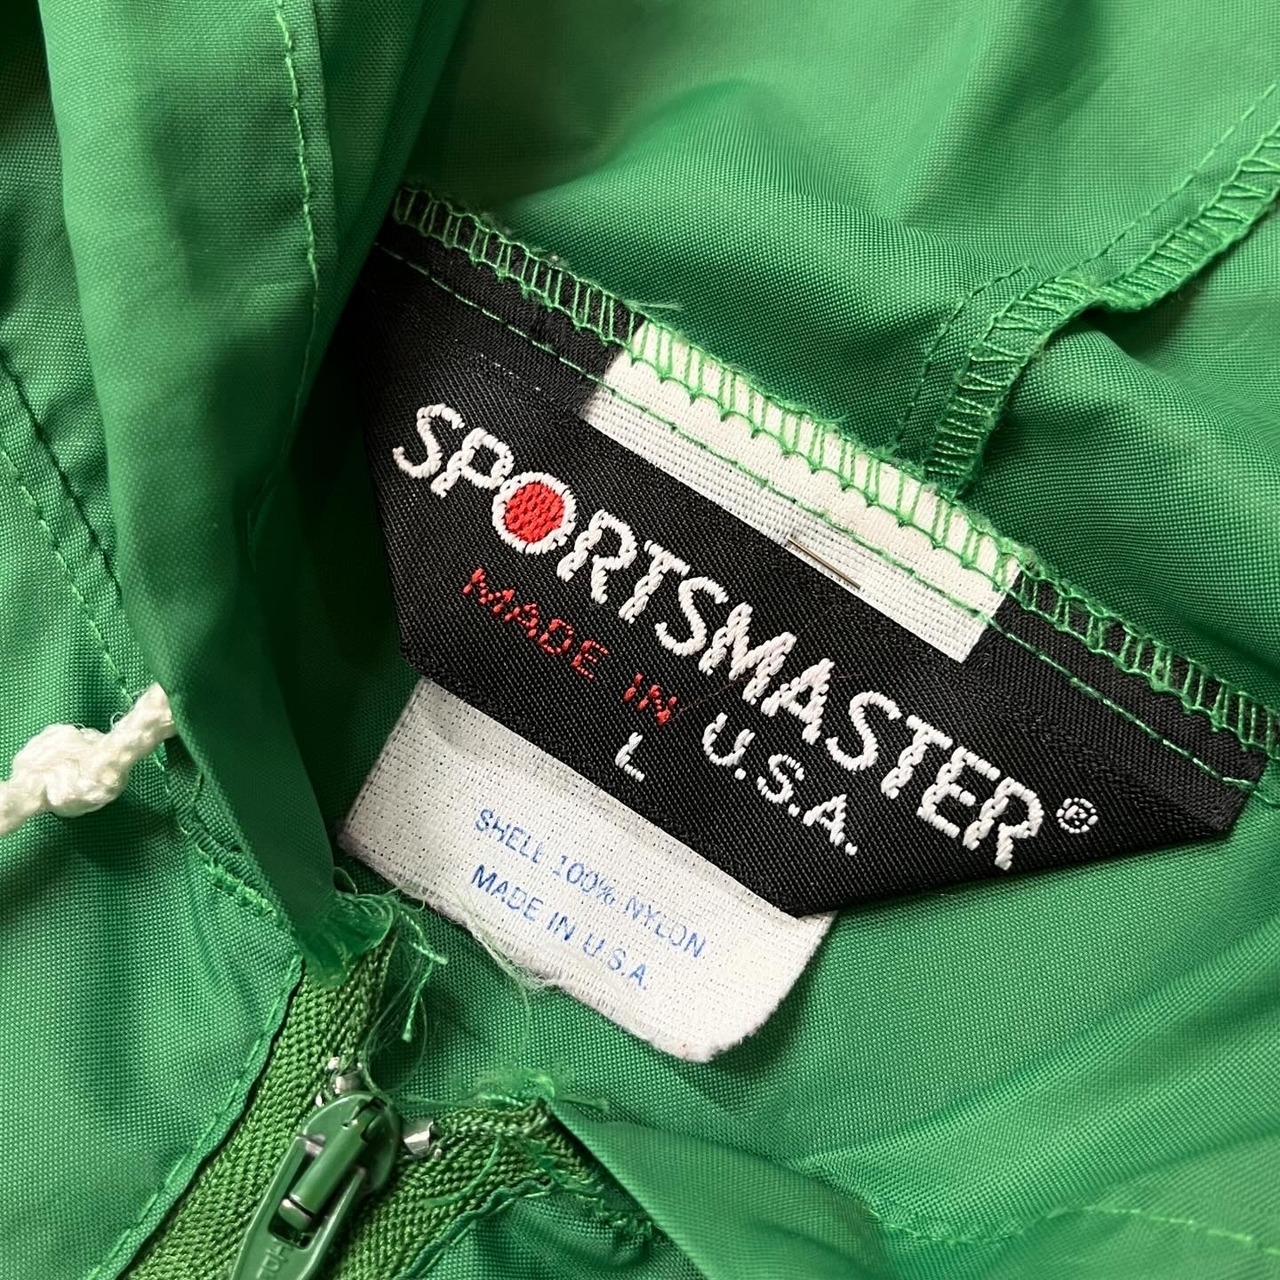 SPORTSMASTER®
MADE IN U.S.A.
L
SHELL 100% NYLON
MADE IN U.S.A.